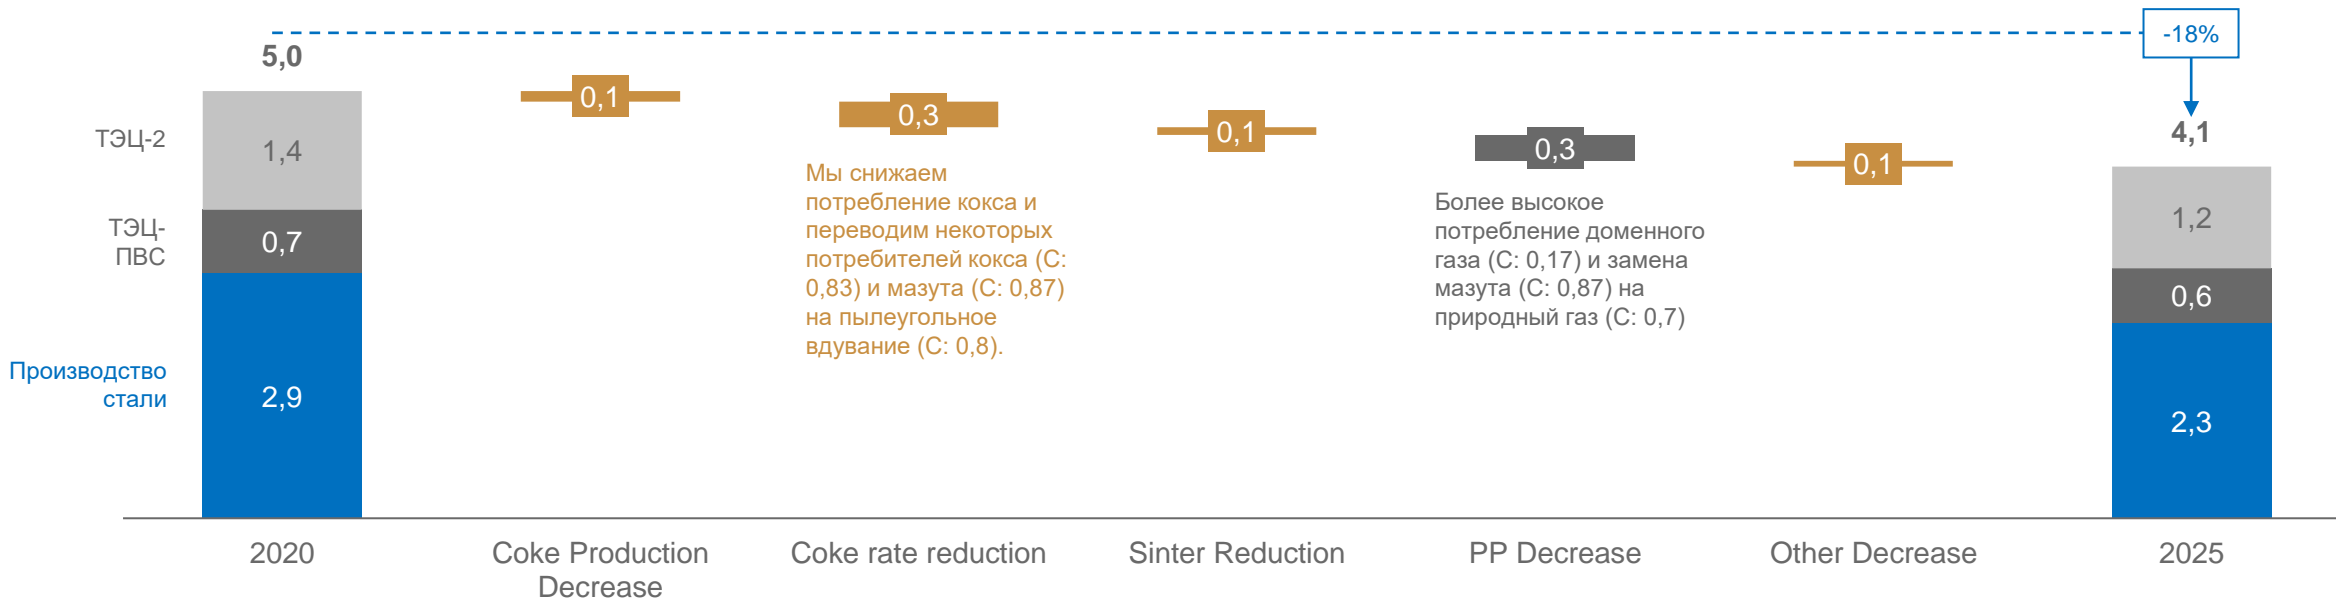 -18%
5,0
4,1
ТЭЦ-2
1,4
ТЭЦ-
ПВС
0,7
Производство
стали
2,9
0,1
0,3
Мы снижаем
потребление кокса и
переводим некоторых
потребителей кокса (С:
0,83) и мазута (С: 0,87)
на пылеугольное
вдувание (С: 0,8).
0,1
0,3
Более высокое
потребление доменного
газа (С: 0,17) и замена
мазута (С: 0,87) на
природный газ (С: 0,7)
0,1
1,2
0,6
2,3
2020
Coke Production
Decrease
Coke rate reduction
Sinter Reduction
PP Decrease
Other Decrease
2025